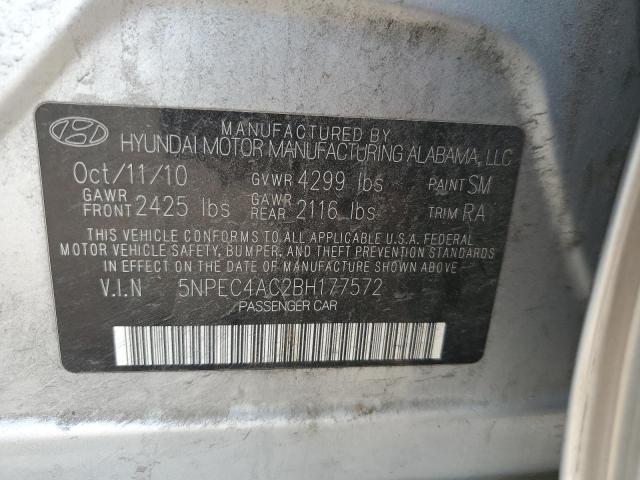 MANUFACTURED BY
HYUNDAI MOTOR MANUFACTURING ALABAMA, LLC
Oct/11/10 GVWR 4299 lbs PAINT SM
GAWR FRONT 2425 lbs GAWR REAR 2116 lbs TRIM RA
THIS VEHICLE CONFORMS TO ALL APPLICABLE U.S.A. FEDERAL
MOTOR VEHICLE SAFETY, BUMPER, AND THEFT PREVENTION STANDARDS
IN EFFECT ON THE DATE OF MANUFACTURE SHOWN ABOVE.
V.I.N 5NPEC4AC2BH177572
PASSENGER CAR